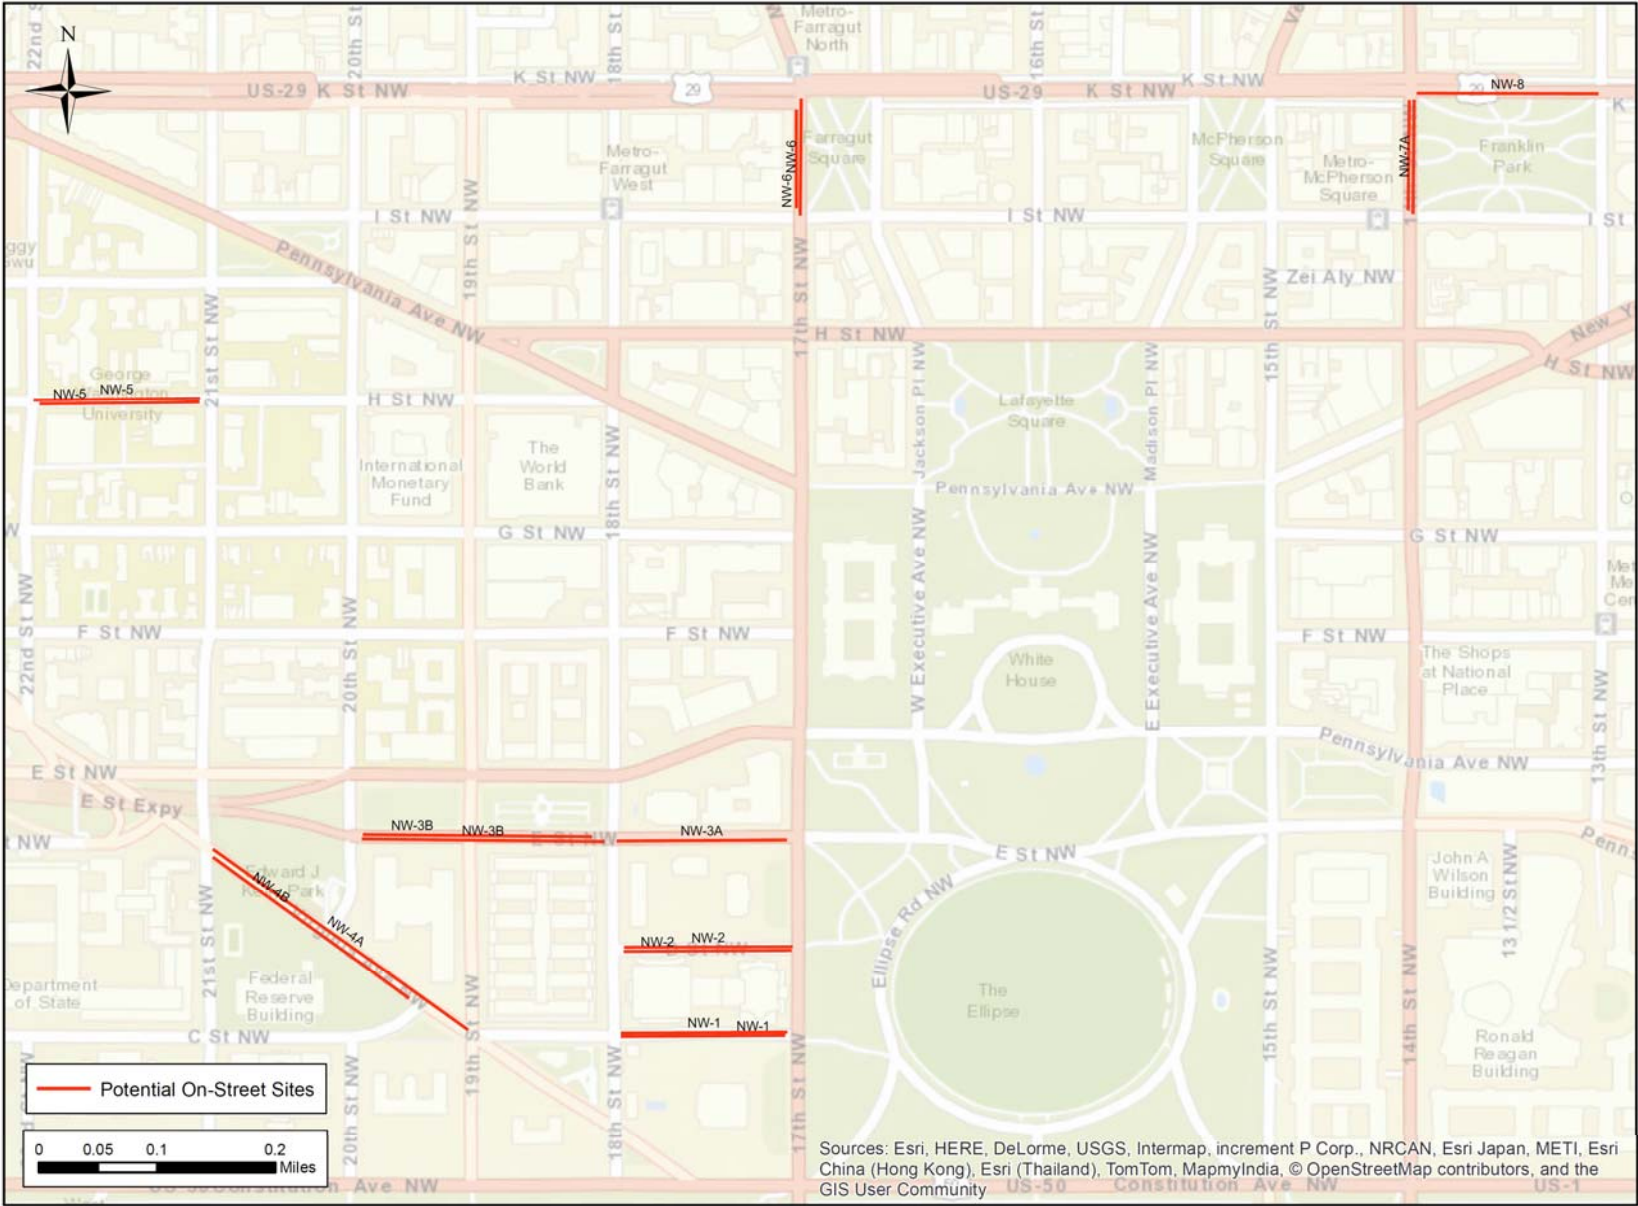 N
22nd S
20th St
18th St
Metro-
Farragut
North
16th St
K St NW
29
K St NW
US-29 K St NW
US-29 K St NW
29
NW-8
K
Metro-
Farragut
West
NW-6
NW-6
Farragut
Square
McPherson
Square
Metro-
McPherson
Square
NW-7A
Franklin
Park
I St NW
I St NW
I St
Pennsylvania Ave NW
19th St NW
17th St NW
15th St NW
Zei Aly NW
H St NW
New Y
H St NW
21st St NW
George
University
NW-5
NW-5
H St NW
International
Monetary
Fund
The
World
Bank
18th St NW
Jackson Pl NW
Lafayette
Square
Madison Pl NW
Pennsylvania Ave NW
W
G St NW
G St NW
W Executive Ave NW
E Executive Ave NW
22nd St NW
F St NW
20th St NW
F St NW
F St NW
White
House
The Shops
at National
Place
13th St NW
Pennsylvania Ave NW
E St NW
E St Expy
t NW
NW-3B
NW-3B
E St NW
NW-3A
E St NW
Penns
Edward J
Park
NW-4B
NW-4A
21st St NW
John A
Wilson
Building
13 1/2 St NW
Ellipse Rd NW
NW-2
NW-2
The
Ellipse
Department
of State
Federal
Reserve
Building
19th St NW
15th St NW
14th St NW
C St NW
NW-1
NW-1
Ronald
Reagan
Building
20th St NW
18th St NW
17th St NW
Potential On-Street Sites
0 0.05 0.1 0.2
Miles
Sources: Esri, HERE, DeLorme, USGS, Intermap, increment P Corp., NRCAN, Esri Japan, METI, Esri
China (Hong Kong), Esri (Thailand), TomTom, MapmyIndia, © OpenStreetMap contributors, and the
GIS User Community
Constitution Ave NW
US-50
Constitution Ave NW
US-1